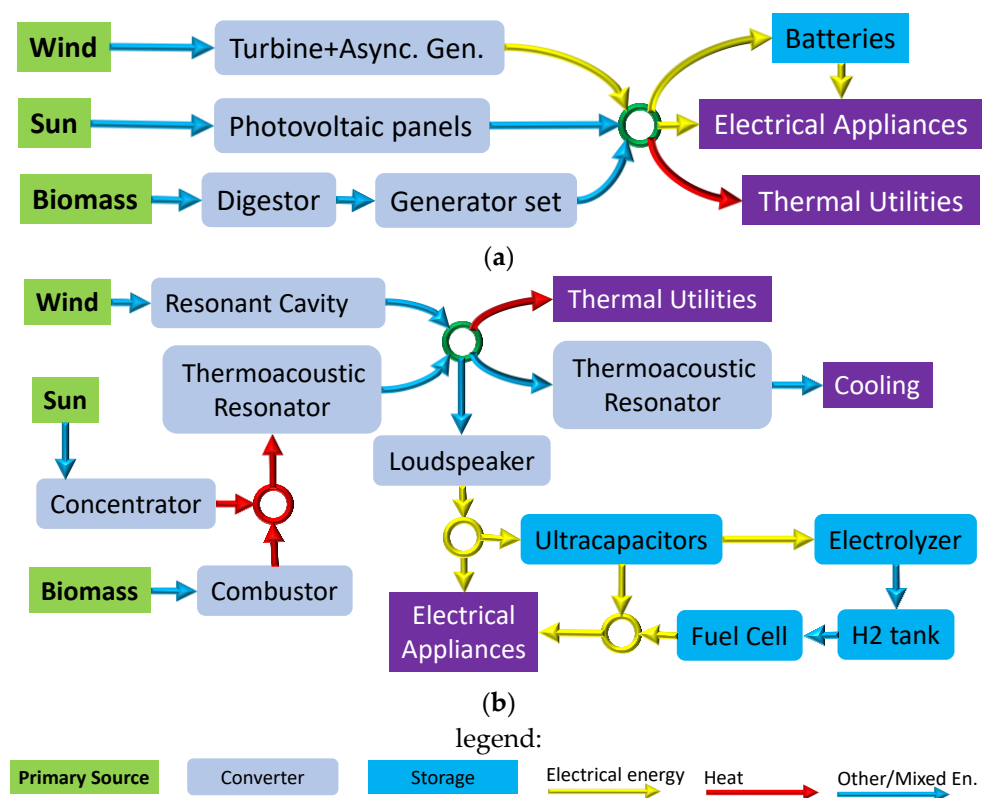 Wind
Turbine+Async. Gen.
Batteries
Sun
Photovoltaic panels
Electrical Appliances
Biomass
Digestor
Generator set
Thermal Utilities
(a)
Wind
Resonant Cavity
Thermal Utilities
Thermoacoustic
Resonator
Thermoacoustic
Resonator
Cooling
Sun
Loudspeaker
Concentrator
Ultracapacitors
Electrolyzer
Biomass
Combustor
Electrical
Appliances
Fuel Cell
H2 tank
(b)
legend:
Primary Source
Converter
Storage
Electrical energy
Heat
Other/Mixed En.